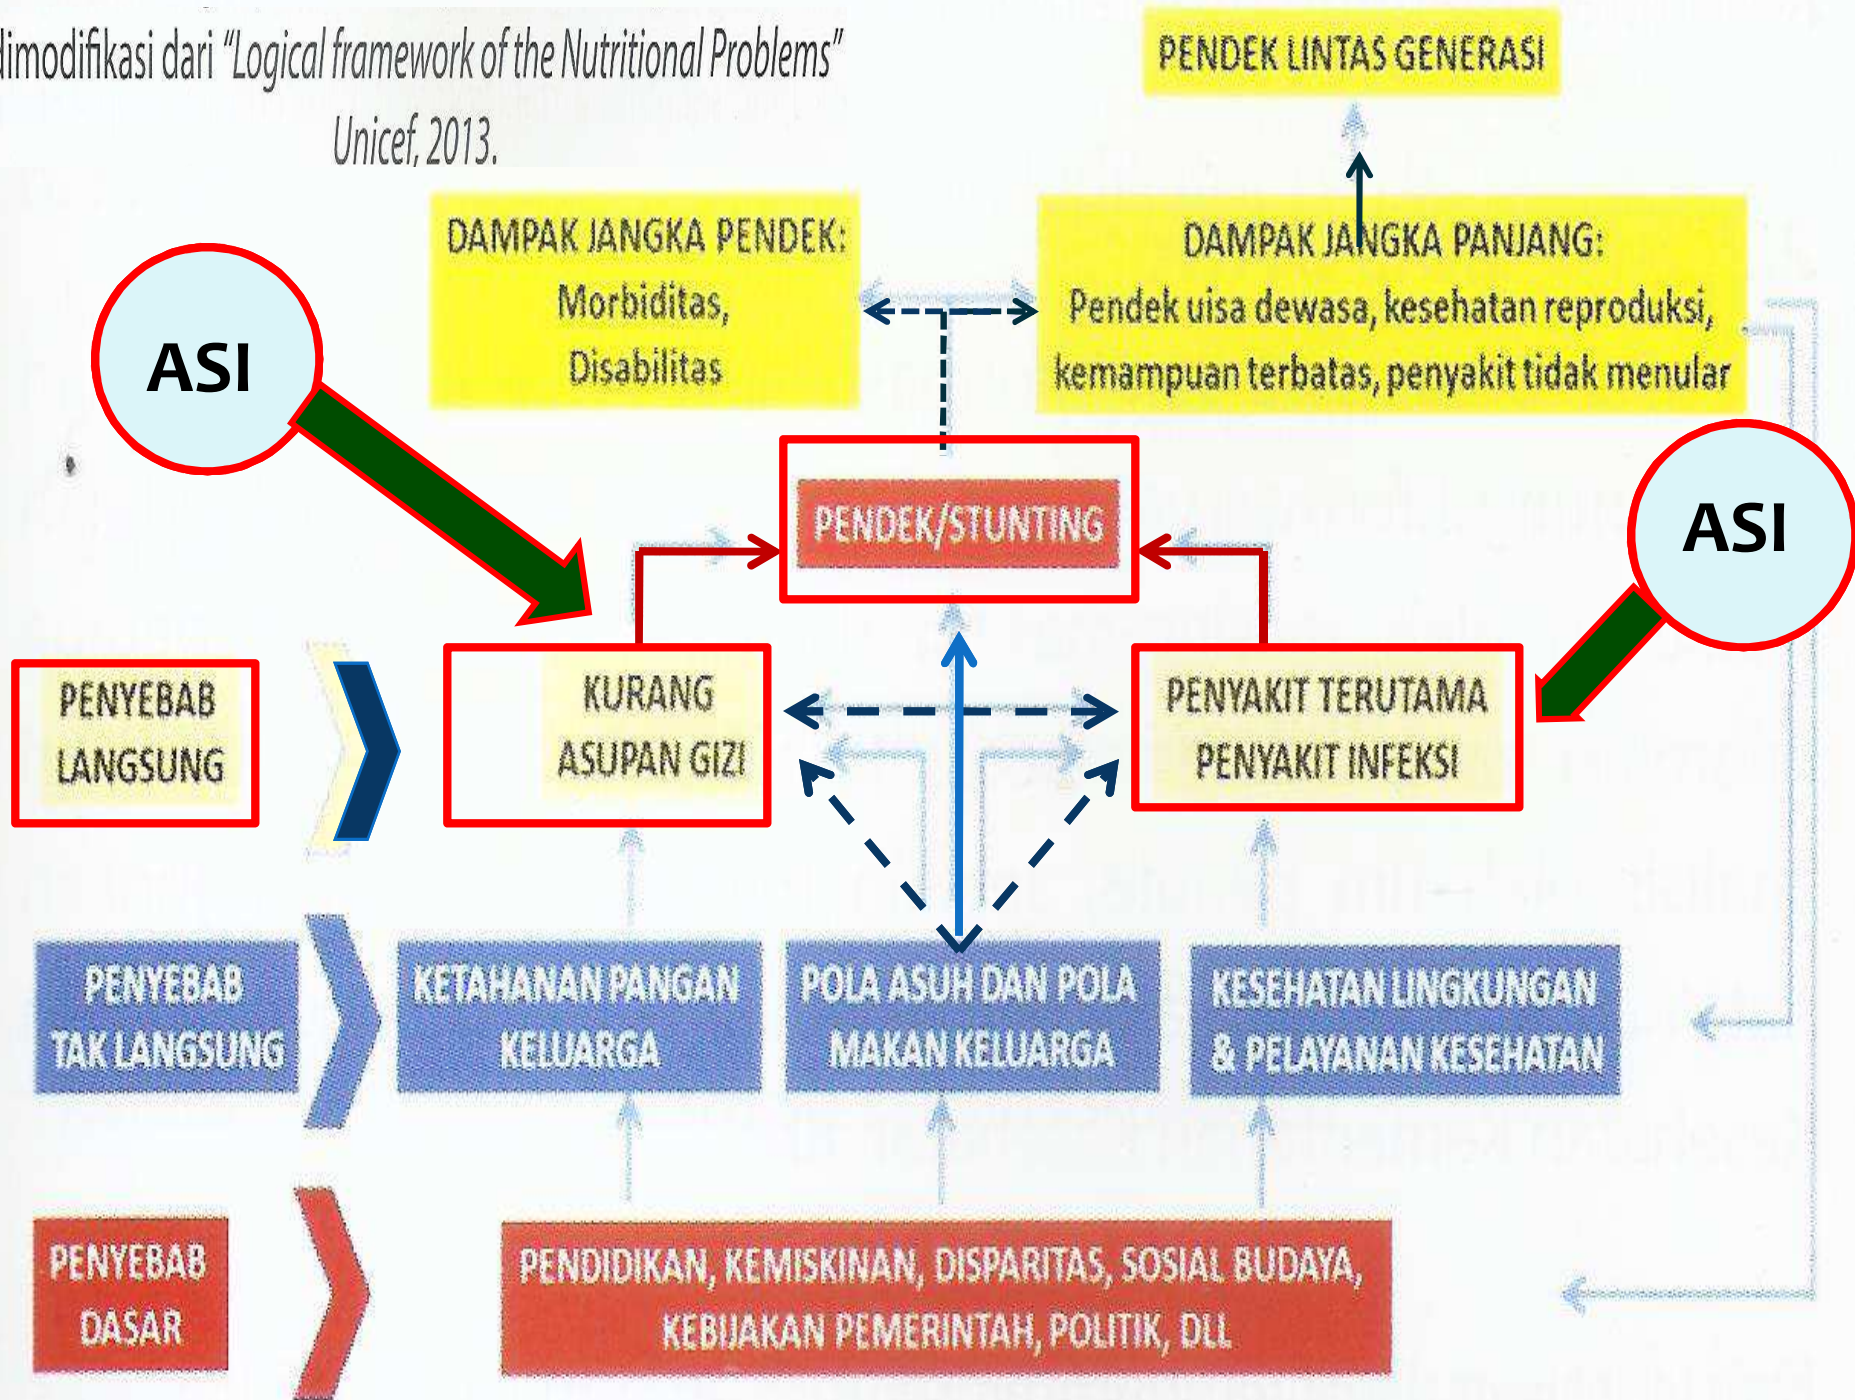 dimodifikasi dari “Logical framework of the Nutritional Problems”
Unicef, 2013.
PENDEK LINTAS GENERASI
DAMPAK JANGKA PENDEK:
Morbiditas,
Disabilitas
DAMPAK JANGKA PANJANG:
Pendek uisa dewasa, kesehatan reproduksi,
kemampuan terbatas, penyakit tidak menular
ASI
PENDEK/STUNTING
ASI
PENYEBAB
LANGSUNG
KURANG
ASUPAN GIZI
PENYAKIT TERUTAMA
PENYAKIT INFEKSI
PENYEBAB
TAK LANGSUNG
KETAHANAN PANGAN
KELUARGA
POLA ASUH DAN POLA
MAKAN KELUARGA
KESEHATAN LINGKUNGAN
& PELAYANAN KESEHATAN
PENYEBAB
DASAR
PENDIDIKAN, KEMISKINAN, DISPARITAS, SOSIAL BUDAYA,
KEBIJAKAN PEMERINTAH, POLITIK, DLL